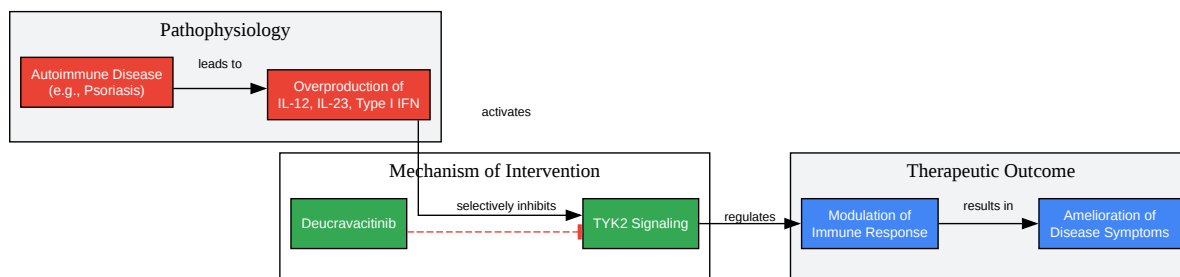 Pathophysiology
Autoimmune Disease
(e.g., Psoriasis)
leads to
Overproduction of
IL-12, IL-23, Type I IFN
activates
Mechanism of Intervention
Deucravacitinib
selectively inhibits
TYK2 Signaling
regulates
Therapeutic Outcome
Modulation of
Immune Response
results in
Amelioration of
Disease Symptoms